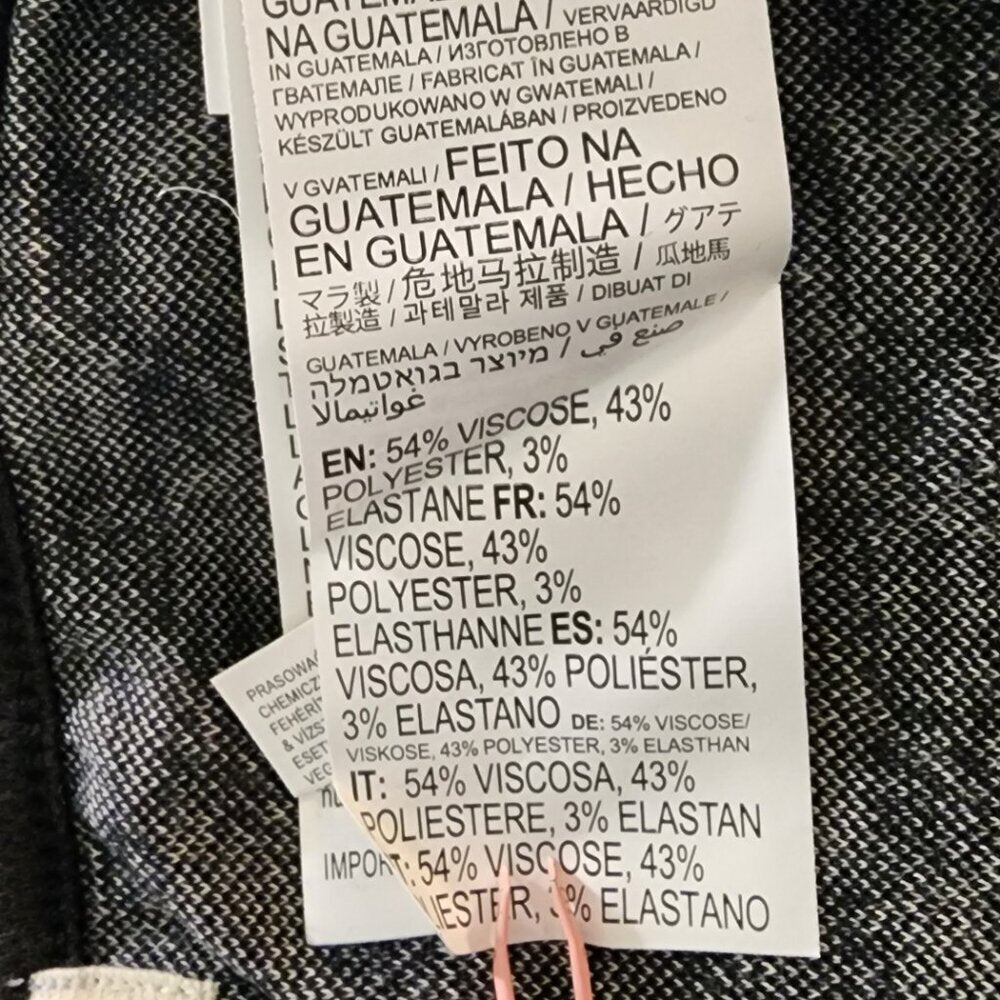 NA GUATEMALA / VERVAARDIGD
IN GUATEMALA / ИЗГОТОВЛЕНО В
ГВАТЕМАЛЕ / FABRICAT ÎN GUATEMALA /
WYPRODUKOWANO W GWATEMALI /
KÉSZÜLT GUATEMALÁBAN / PROIZVEDENO
V GVATEMALI / FEITO NA
GUATEMALA / HECHO
EN GUATEMALA / グアテ
マラ製 / 危地马拉制造 / 瓜地馬
拉製造 / 과테말라 제품 / DIBUAT DI
GUATEMALA / VYROBENO V GUATEMALE /
מיוצר בגואטמלה / صنع في
غواتيمالا
EN: 54% VISCOSE, 43%
POLYESTER, 3%
ELASTANE FR: 54%
VISCOSE, 43%
POLYESTER, 3%
ELASTHANNE ES: 54%
VISCOSA, 43% POLIÉSTER,
3% ELASTANO DE: 54% VISCOSE/
VISKOSE, 43% POLYESTER, 3% ELASTHAN
IT: 54% VISCOSA, 43%
POLIESTERE, 3% ELASTAN
IMPORT: 54% VISCOSE, 43%
3% ELASTANO